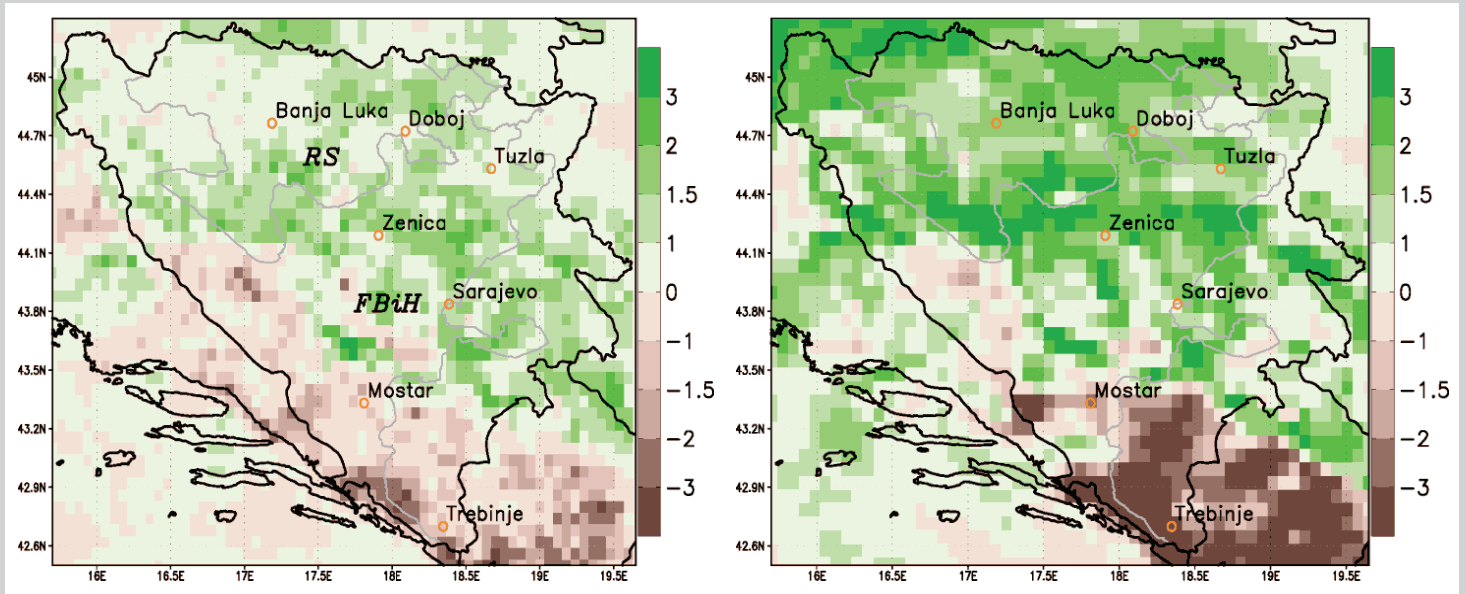 45N
44.7N
44.4N
44.1N
43.8N
43.5N
43.2N
42.9N
42.6N
16E
16.5E
17E
17.5E
18E
18.5E
19E
19.5E
Banja Luka
Doboj
RS
Tuzla
Zenica
Sarajevo
FBiH
Mostar
Trebinje
3
2
1.5
1
0
−1
−1.5
−2
−3
45N
44.7N
44.4N
44.1N
43.8N
43.5N
43.2N
42.9N
42.6N
16E
16.5E
17E
17.5E
18E
18.5E
19E
19.5E
Banja Luka
Doboj
Tuzla
Zenica
Sarajevo
Mostar
Trebinje
3
2
1.5
1
0
−1
−1.5
−2
−3